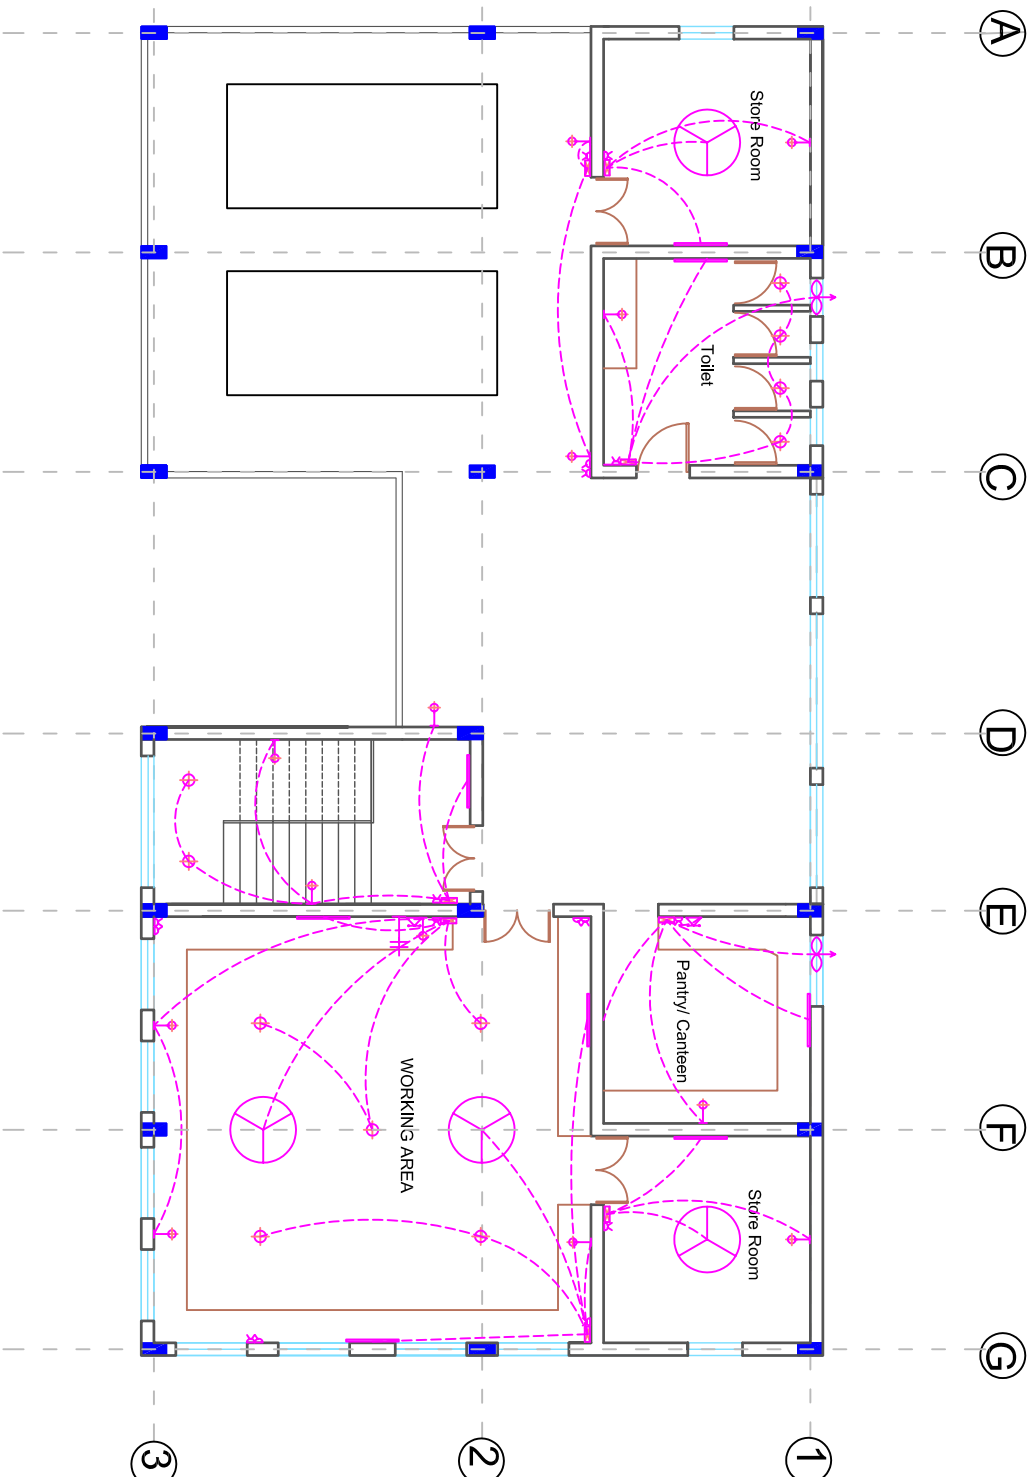 A
B
C
D
E
F
G
Store Room
Toilet
Pantry/ Canteen
WORKING AREA
Store Room
3
2
1